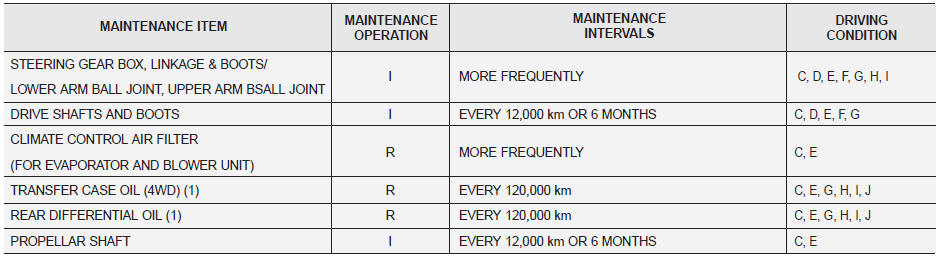 MAINTENANCE ITEM
MAINTENANCE OPERATION
MAINTENANCE INTERVALS
DRIVING CONDITION
STEERING GEAR BOX, LINKAGE & BOOTS/
LOWER ARM BALL JOINT, UPPER ARM BSALL JOINT
I
MORE FREQUENTLY
C, D, E, F, G, H, I
DRIVE SHAFTS AND BOOTS
I
EVERY 12,000 km OR 6 MONTHS
C, D, E, F, G
CLIMATE CONTROL AIR FILTER
(FOR EVAPORATOR AND BLOWER UNIT)
R
MORE FREQUENTLY
C, E
TRANSFER CASE OIL (4WD) (1)
R
EVERY 120,000 km
C, E, G, H, I, J
REAR DIFFERENTIAL OIL (1)
R
EVERY 120,000 km
C, E, G, H, I, J
PROPELLAR SHAFT
I
EVERY 12,000 km OR 6 MONTHS
C, E